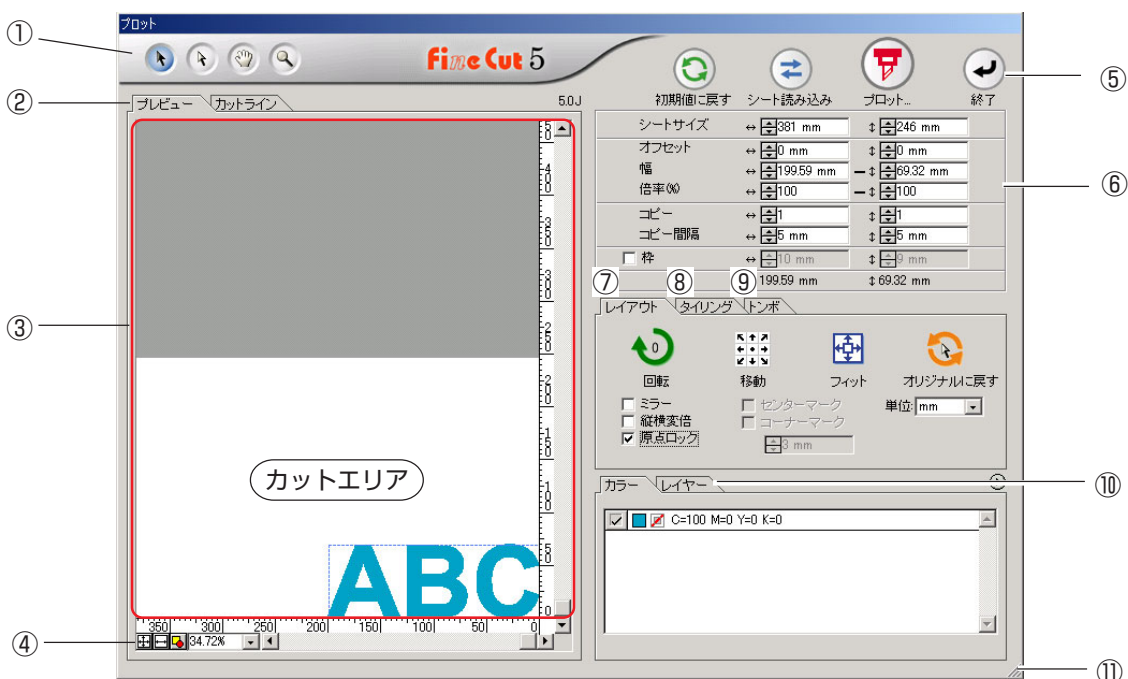 プロット
①
Fine Cut 5
初期値に戻す シート読み込み プロット... 終了
⑤
②
プレビュー カットライン 5.0J
シートサイズ ↔ 381 mm ↕ 246 mm
オフセット ↔ 0 mm ↕ 0 mm
幅 ↔ 199.59 mm ↕ 69.32 mm
倍率(%) ↔ 100 ↕ 100
⑥
コピー ↔ 1 ↕ 1
コピー間隔 ↔ 5 mm ↕ 5 mm
枠 ↔ 10 mm ↕ 9 mm
199.59 mm ↕ 69.32 mm
⑦ ⑧ ⑨
レイアウト タイリング トンボ
③
0
回転 移動 フィット オリジナルに戻す
ミラー センターマーク 単位: mm
縦横変倍 コーナーマーク
原点ロック 3 mm
カットエリア
カラー レイヤー
⑩
C=100 M=0 Y=0 K=0
ABC
400
350
300
250
200
150
100
50
0
350 300 250 200 150 100 50 0
④
34.72%
⑪